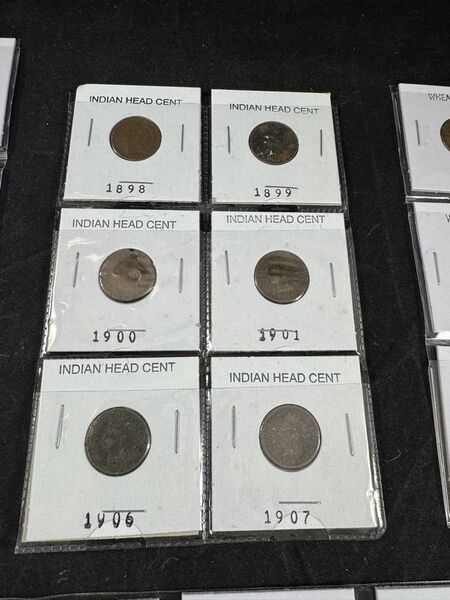 INDIAN HEAD CENT
1898
INDIAN HEAD CENT
1899
WHEA
INDIAN HEAD CENT
1900
INDIAN HEAD CENT
1901
W
INDIAN HEAD CENT
1906
INDIAN HEAD CENT
1907